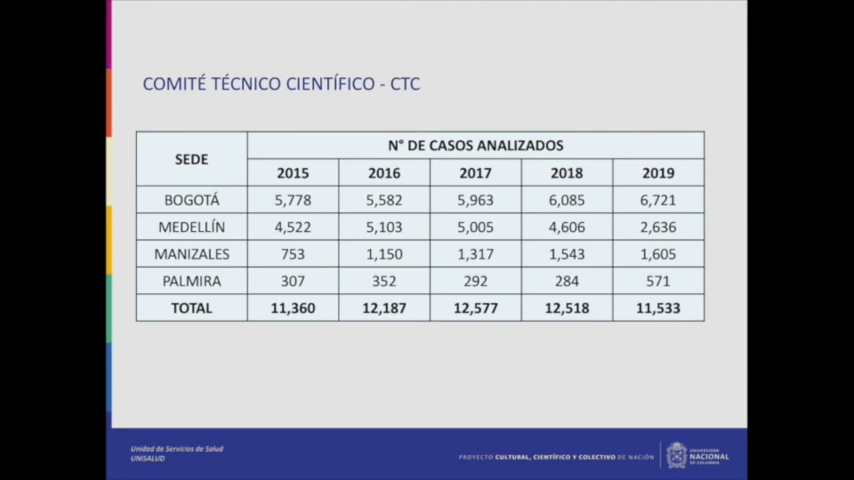 COMITÉ TÉCNICO CIENTÍFICO - CTC
SEDE N° DE CASOS ANALIZADOS
2015 2016 2017 2018 2019
BOGOTÁ 5,778 5,582 5,963 6,085 6,721
MEDELLÍN 4,522 5,103 5,005 4,606 2,636
MANIZALES 753 1,150 1,317 1,543 1,605
PALMIRA 307 352 292 284 571
TOTAL 11,360 12,187 12,577 12,518 11,533
Unidad de Servicios de Salud
UNISALUD
PROYECTO CULTURAL, CIENTÍFICO Y COLECTIVO DE NACIÓN
UNIVERSIDAD
NACIONAL
DE COLOMBIA